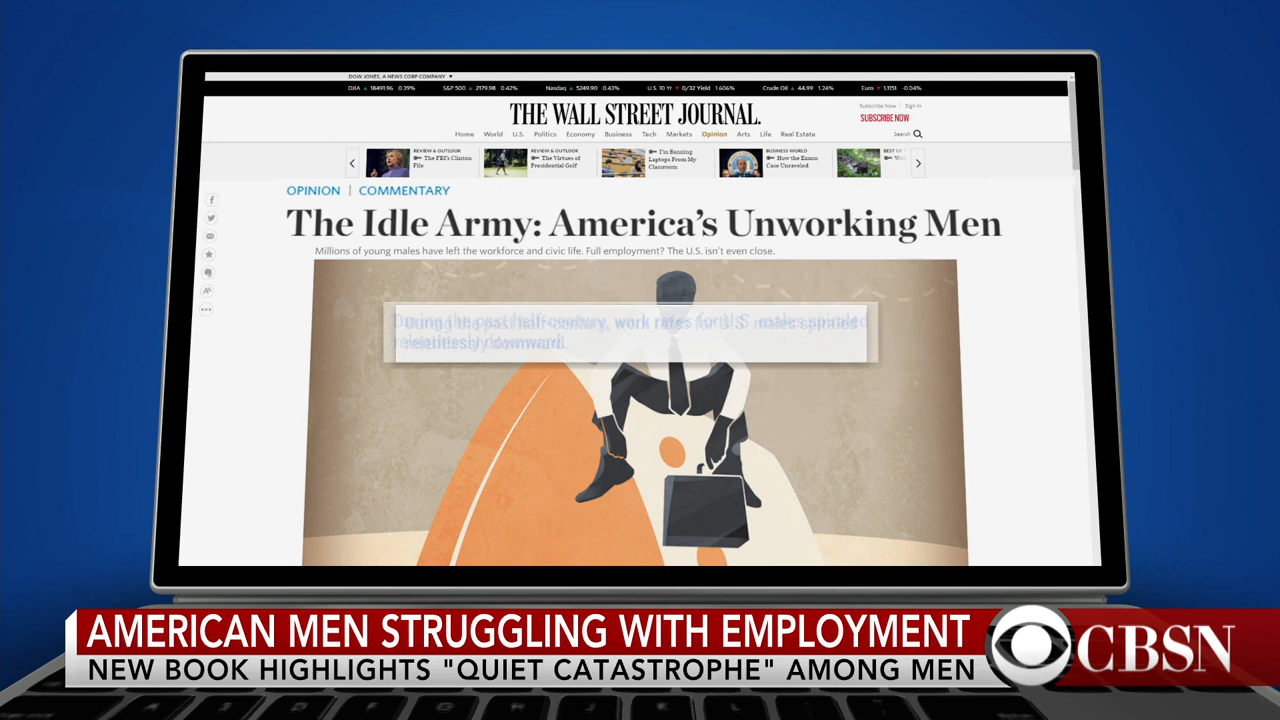 DOW JONES, A NEWS CORP COMPANY ▼
DJIA ▲ 18491.96 0.39% S&P 500 ▲ 2179.98 0.42% Nasdaq ▲ 5249.90 0.43% U.S. 10 Yr ▼ 0/32 Yield 1.606% Crude Oil ▲ 44.99 1.24% Euro ▼ 1.1151 -0.04%
THE WALL STREET JOURNAL.
Subscribe Now | Sign In
SUBSCRIBE NOW
Home World U.S. Politics Economy Business Tech Markets Opinion Arts Life Real Estate
Search
REVIEW & OUTLOOK
The FBI's Clinton
File
REVIEW & OUTLOOK
The Virtues of
Presidential Golf
I'm Banning
Laptops From My
Classroom
BUSINESS WORLD
How the Exxon
Case Unraveled
BEST OF
OPINION | COMMENTARY
The Idle Army: America's Unworking Men
Millions of young males have left the workforce and civic life. Full employment? The U.S. isn't even close.
During the past half-century, work rates for U.S. males spiraled
relentlessly downward.
AMERICAN MEN STRUGGLING WITH EMPLOYMENT
NEW BOOK HIGHLIGHTS "QUIET CATASTROPHE" AMONG MEN
CBSN